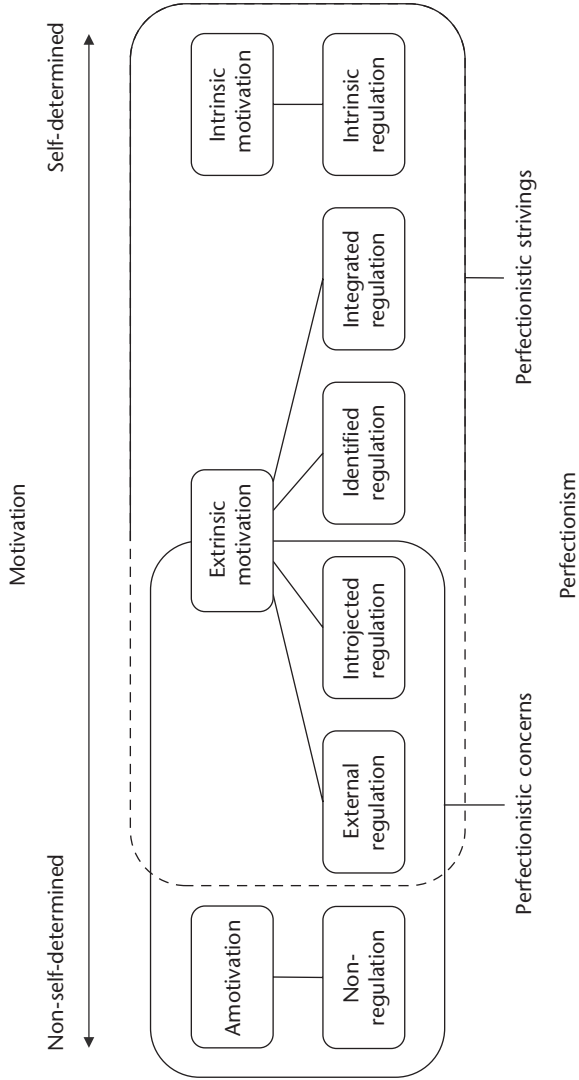 Motivation
Non-self-determined
Self-determined
Amotivation
Extrinsic
motivation
Intrinsic
motivation
Non-
regulation
External
regulation
Introjected
regulation
Identified
regulation
Integrated
regulation
Intrinsic
regulation
Perfectionistic concerns
Perfectionistic strivings
Perfectionism